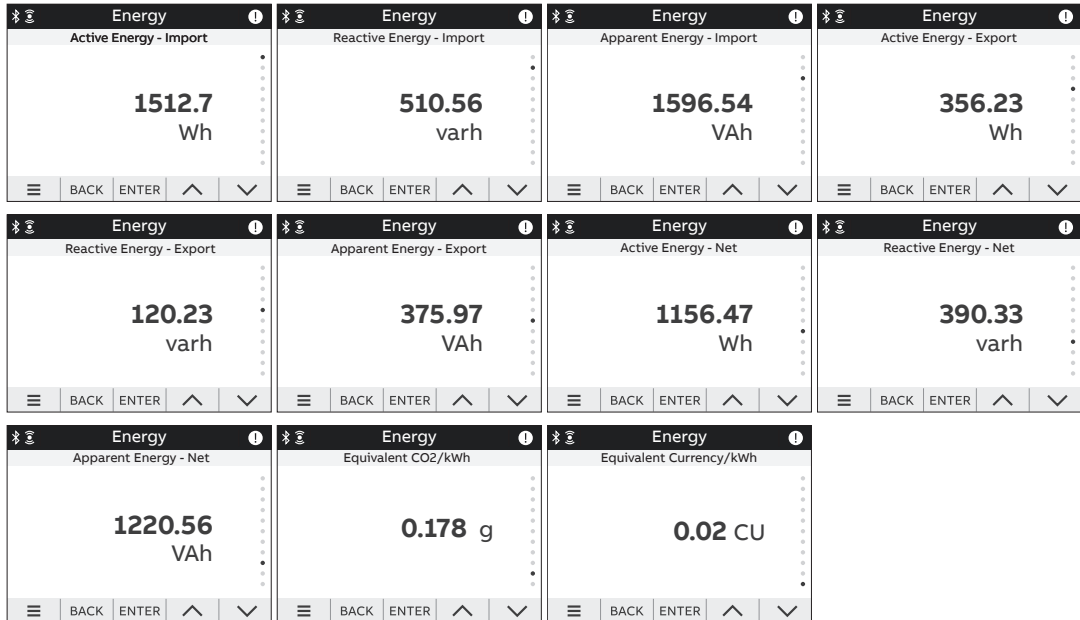 Energy
Active Energy - Import
1512.7
Wh
BACK ENTER
Energy
Reactive Energy - Import
510.56
varh
BACK ENTER
Energy
Apparent Energy - Import
1596.54
VAh
BACK ENTER
Energy
Active Energy - Export
356.23
Wh
BACK ENTER
Energy
Reactive Energy - Export
120.23
varh
BACK ENTER
Energy
Apparent Energy - Export
375.97
VAh
BACK ENTER
Energy
Active Energy - Net
1156.47
Wh
BACK ENTER
Energy
Reactive Energy - Net
390.33
varh
BACK ENTER
Energy
Apparent Energy - Net
1220.56
VAh
BACK ENTER
Energy
Equivalent CO2/kWh
0.178 g
BACK ENTER
Energy
Equivalent Currency/kWh
0.02 CU
BACK ENTER